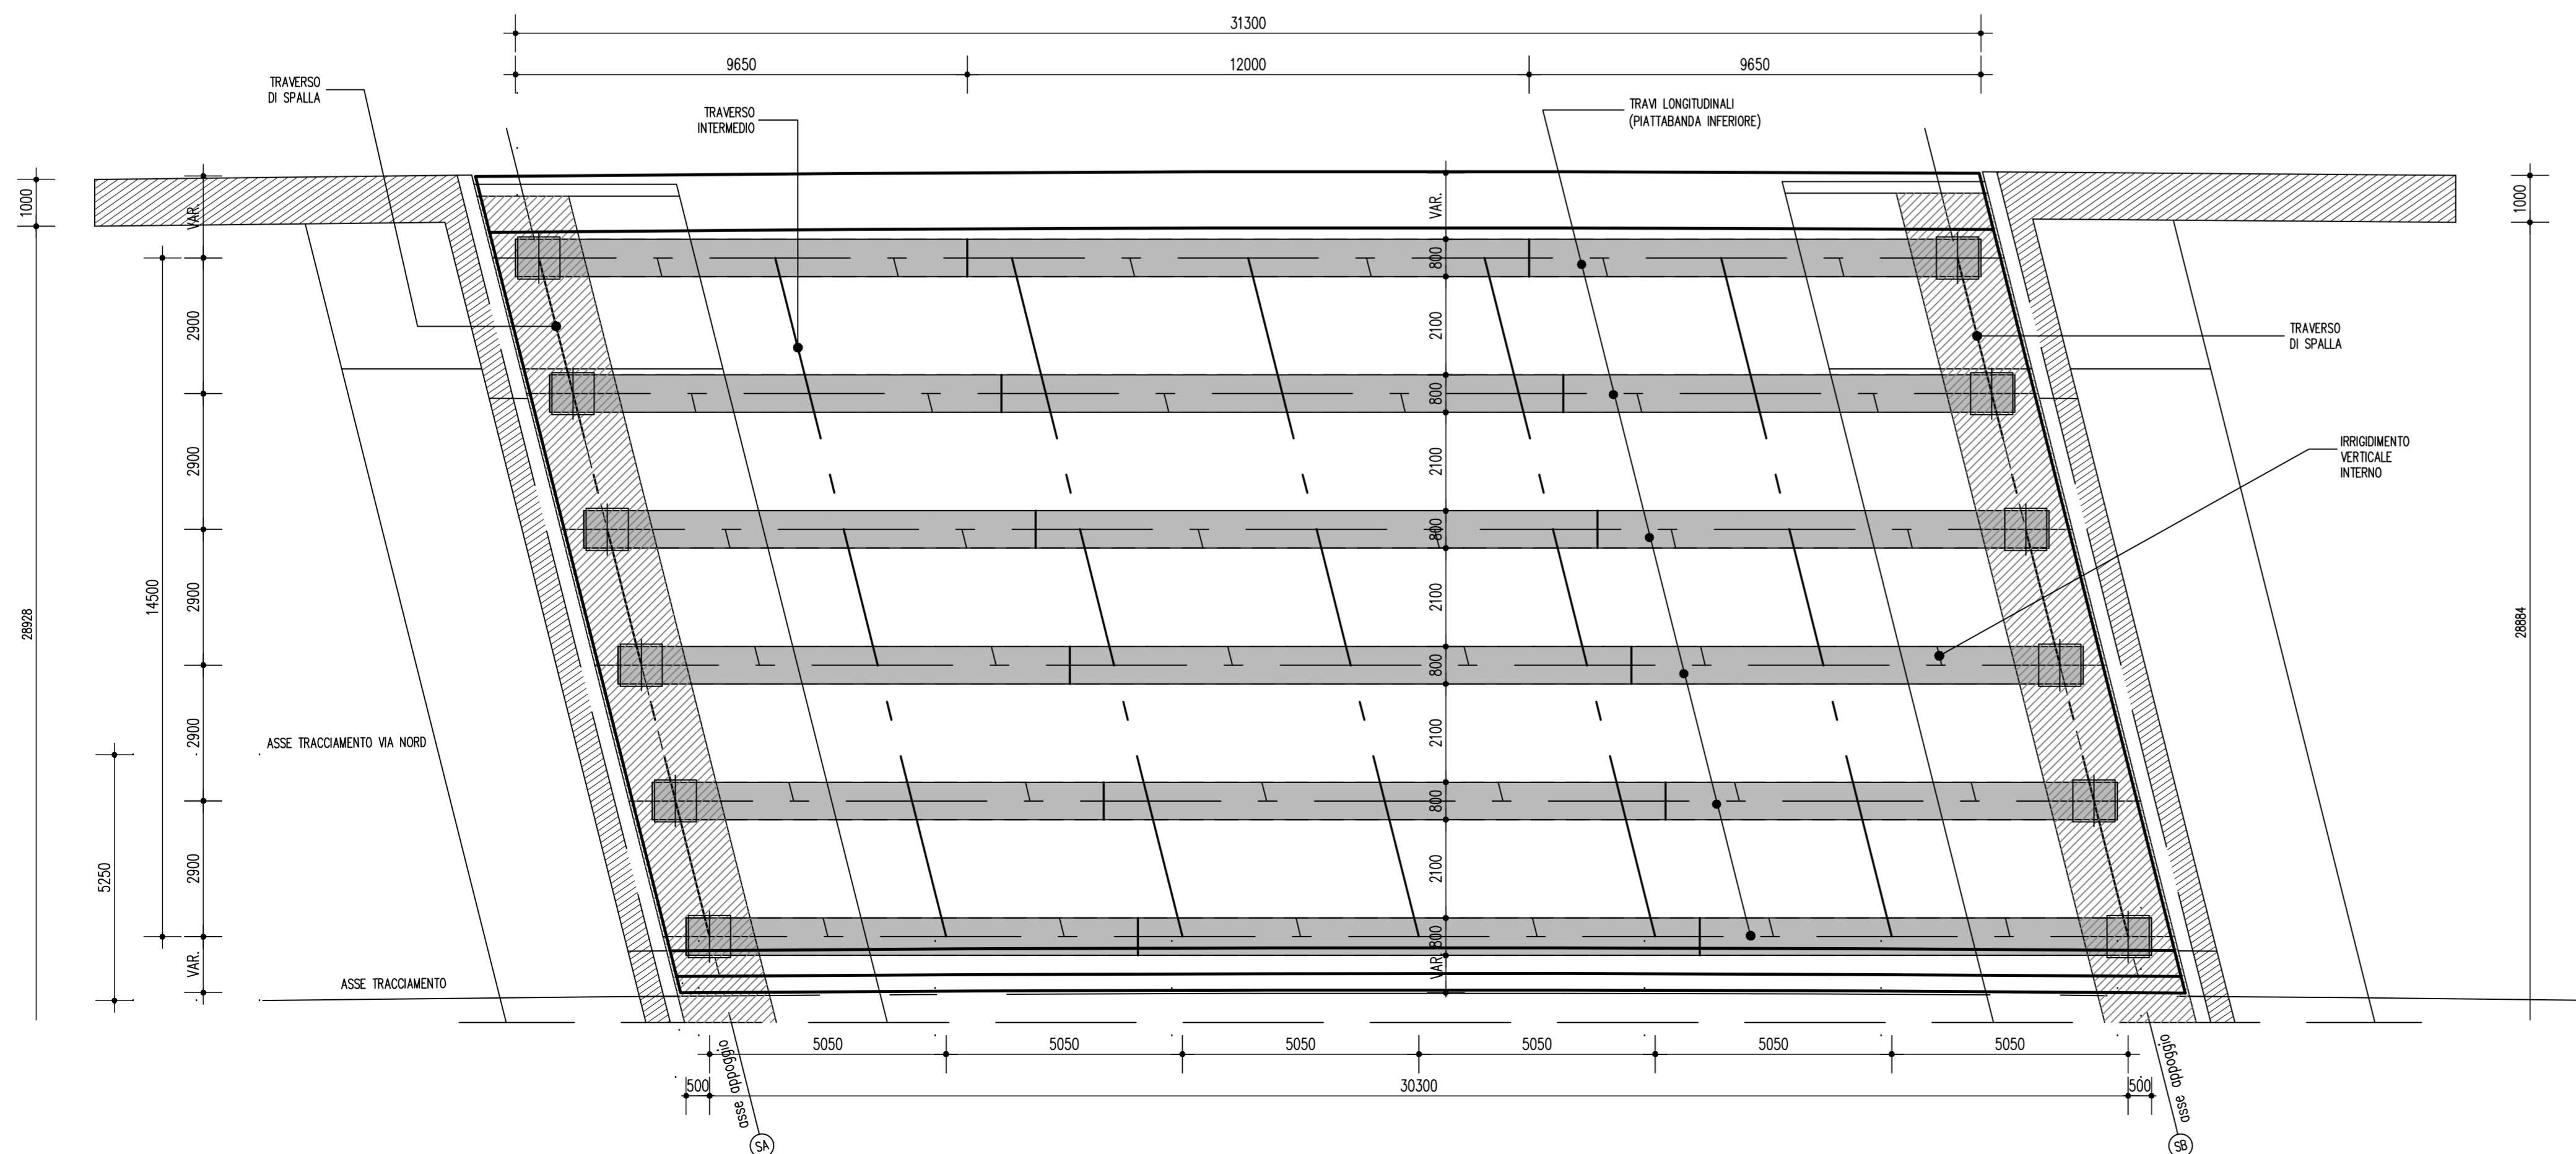 31300
9650
12000
9650
TRAVERSO
DI SPALLA
TRAVERSO
INTERMEDIO
TRAVI LONGITUDINALI
(PIATTABANDA INFERIORE)
1000
VAR.
VAR.
1000
800
2900
2100
TRAVERSO
DI SPALLA
800
2900
2100
IRRIGIDIMENTO
VERTICALE
INTERNO
800
14500
2900
2100
28928
28884
800
2900
2100
ASSE TRACCIAMENTO VIA NORD
800
5250
2900
2100
800
VAR.
VAR.
ASSE TRACCIAMENTO
5050
5050
5050
5050
5050
5050
500
30300
500
asse appoggio
asse appoggio
SA
SB